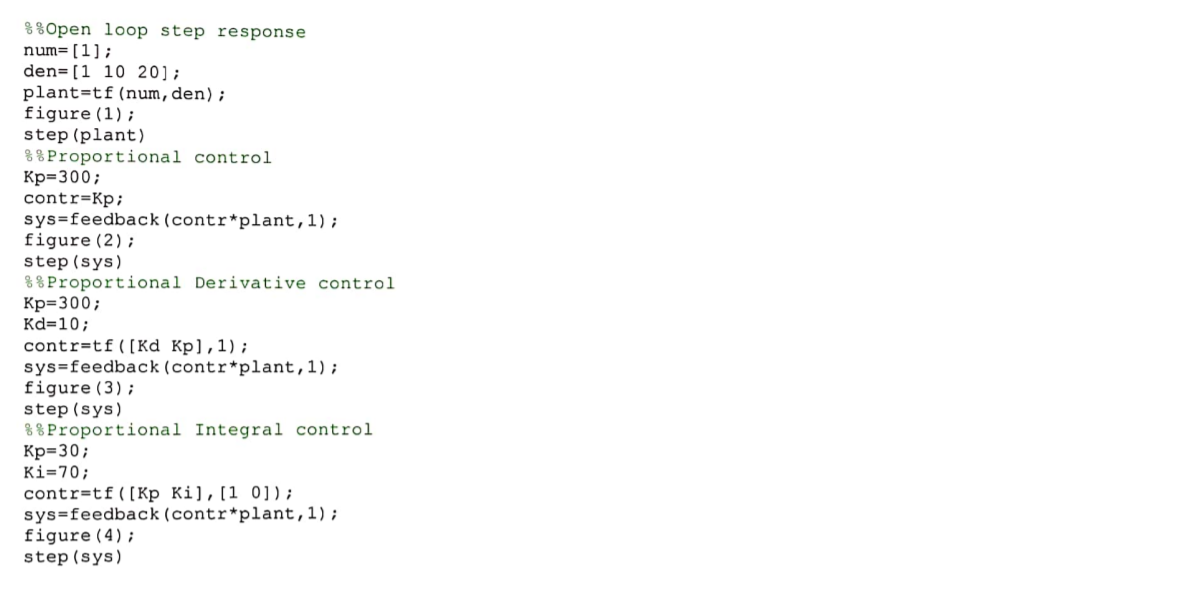 %%Open loop step response
num=[1];
den=[1 10 20];
plant=tf(num,den);
figure(1);
step(plant)
%%Proportional control
Kp=300;
contr=Kp;
sys=feedback(contr*plant,1);
figure(2);
step(sys)
%%Proportional Derivative control
Kp=300;
Kd=10;
contr=tf([Kd Kp],1);
sys=feedback(contr*plant,1);
figure(3);
step(sys)
%%Proportional Integral control
Kp=30;
Ki=70;
contr=tf([Kp Ki],[1 0]);
sys=feedback(contr*plant,1);
figure(4);
step(sys)